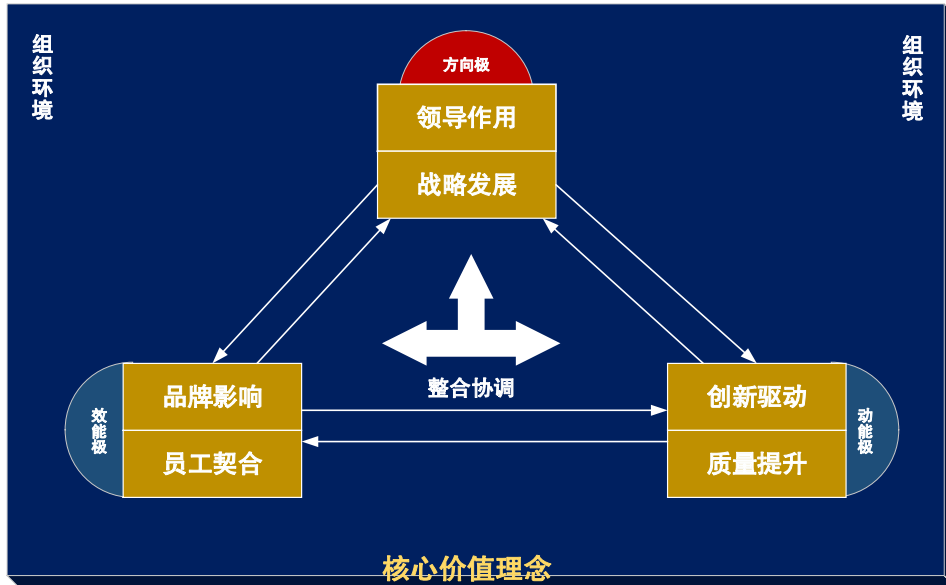 组织环境
组织环境
方向极
领导作用
战略发展
整合协调
效能极
品牌影响
员工契合
创新驱动
质量提升
动能极
核心价值理念